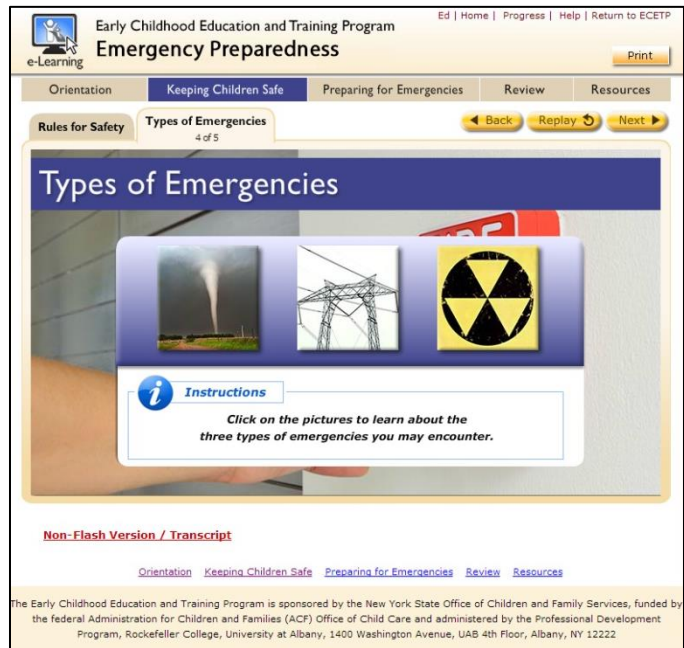 Ed | Home | Progress | Help | Return to ECETP
Early Childhood Education and Training Program
Emergency Preparedness
e-Learning
Print
Orientation Keeping Children Safe Preparing for Emergencies Review Resources
Rules for Safety
Types of Emergencies
4 of 5
Back Replay Next
Types of Emergencies
i Instructions
Click on the pictures to learn about the
three types of emergencies you may encounter.
Non-Flash Version / Transcript
Orientation Keeping Children Safe Preparing for Emergencies Review Resources
The Early Childhood Education and Training Program is sponsored by the New York State Office of Children and Family Services, funded by
the federal Administration for Children and Families (ACF) Office of Child Care and administered by the Professional Development
Program, Rockefeller College, University at Albany, 1400 Washington Avenue, UAB 4th Floor, Albany, NY 12222